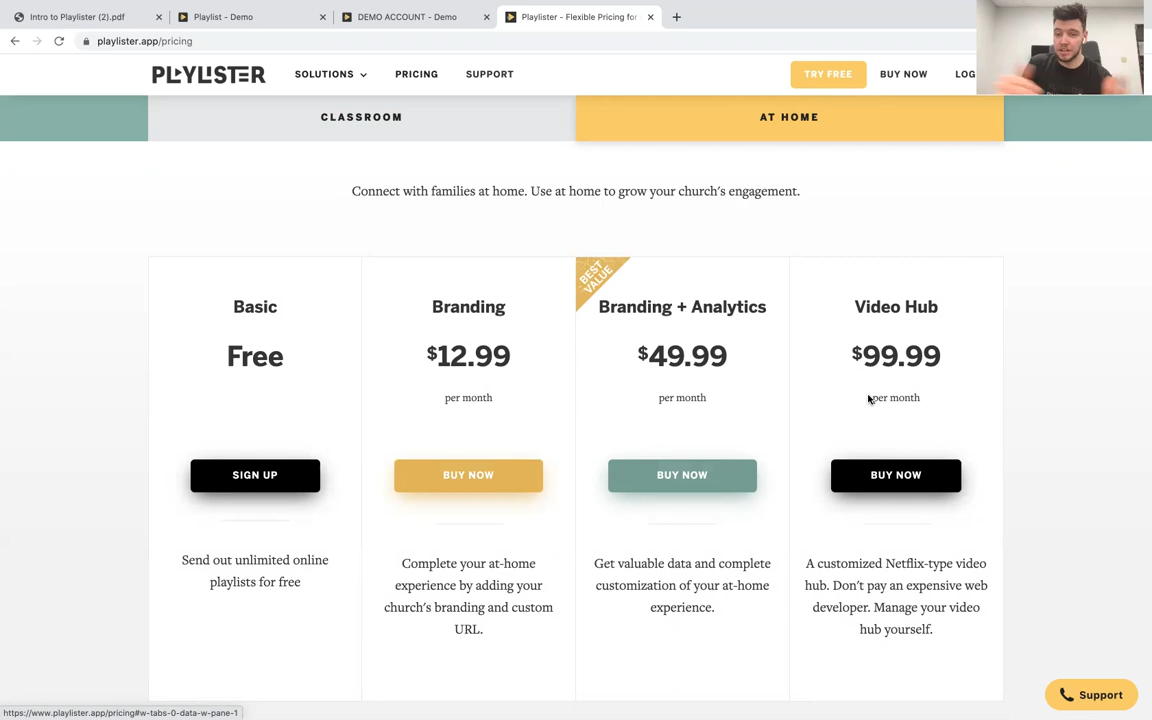 Intro to Playlister (2).pdf
Playlist - Demo
DEMO ACCOUNT - Demo
Playlister - Flexible Pricing for
playlister.app/pricing
PLAYLISTER
SOLUTIONS
PRICING
SUPPORT
TRY FREE
BUY NOW
LOG
CLASSROOM
AT HOME
Connect with families at home. Use at home to grow your church's engagement.
Basic
Free
SIGN UP
Send out unlimited online
playlists for free
Branding
$12.99
per month
BUY NOW
Complete your at-home
experience by adding your
church's branding and custom
URL.
BEST
VALUE
Branding + Analytics
$49.99
per month
BUY NOW
Get valuable data and complete
customization of your at-home
experience.
Video Hub
$99.99
per month
BUY NOW
A customized Netflix-type video
hub. Don't pay an expensive web
developer. Manage your video
hub yourself.
Support
https://www.playlister.app/pricing#w-tabs-0-data-w-pane-1